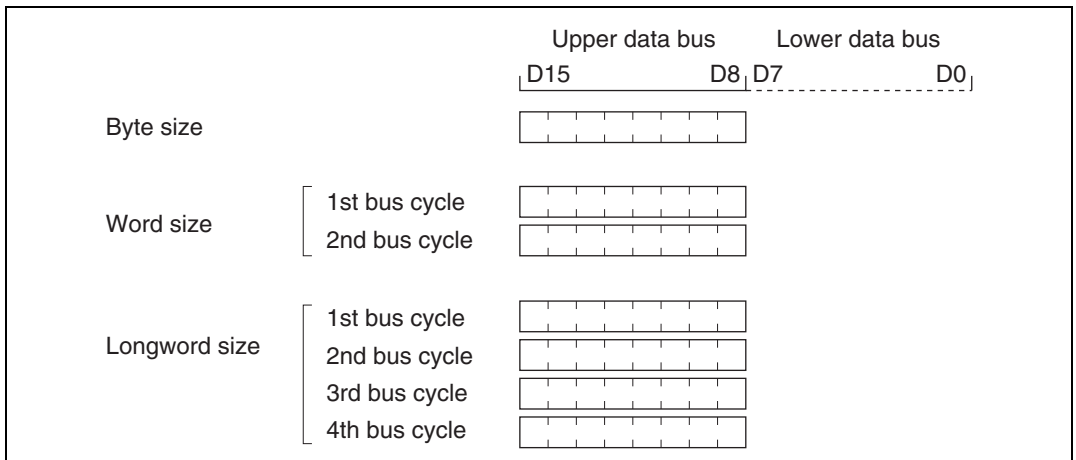 Upper data bus Lower data bus
D15 D8 D7 D0
Byte size
Word size
1st bus cycle
2nd bus cycle
Longword size
1st bus cycle
2nd bus cycle
3rd bus cycle
4th bus cycle